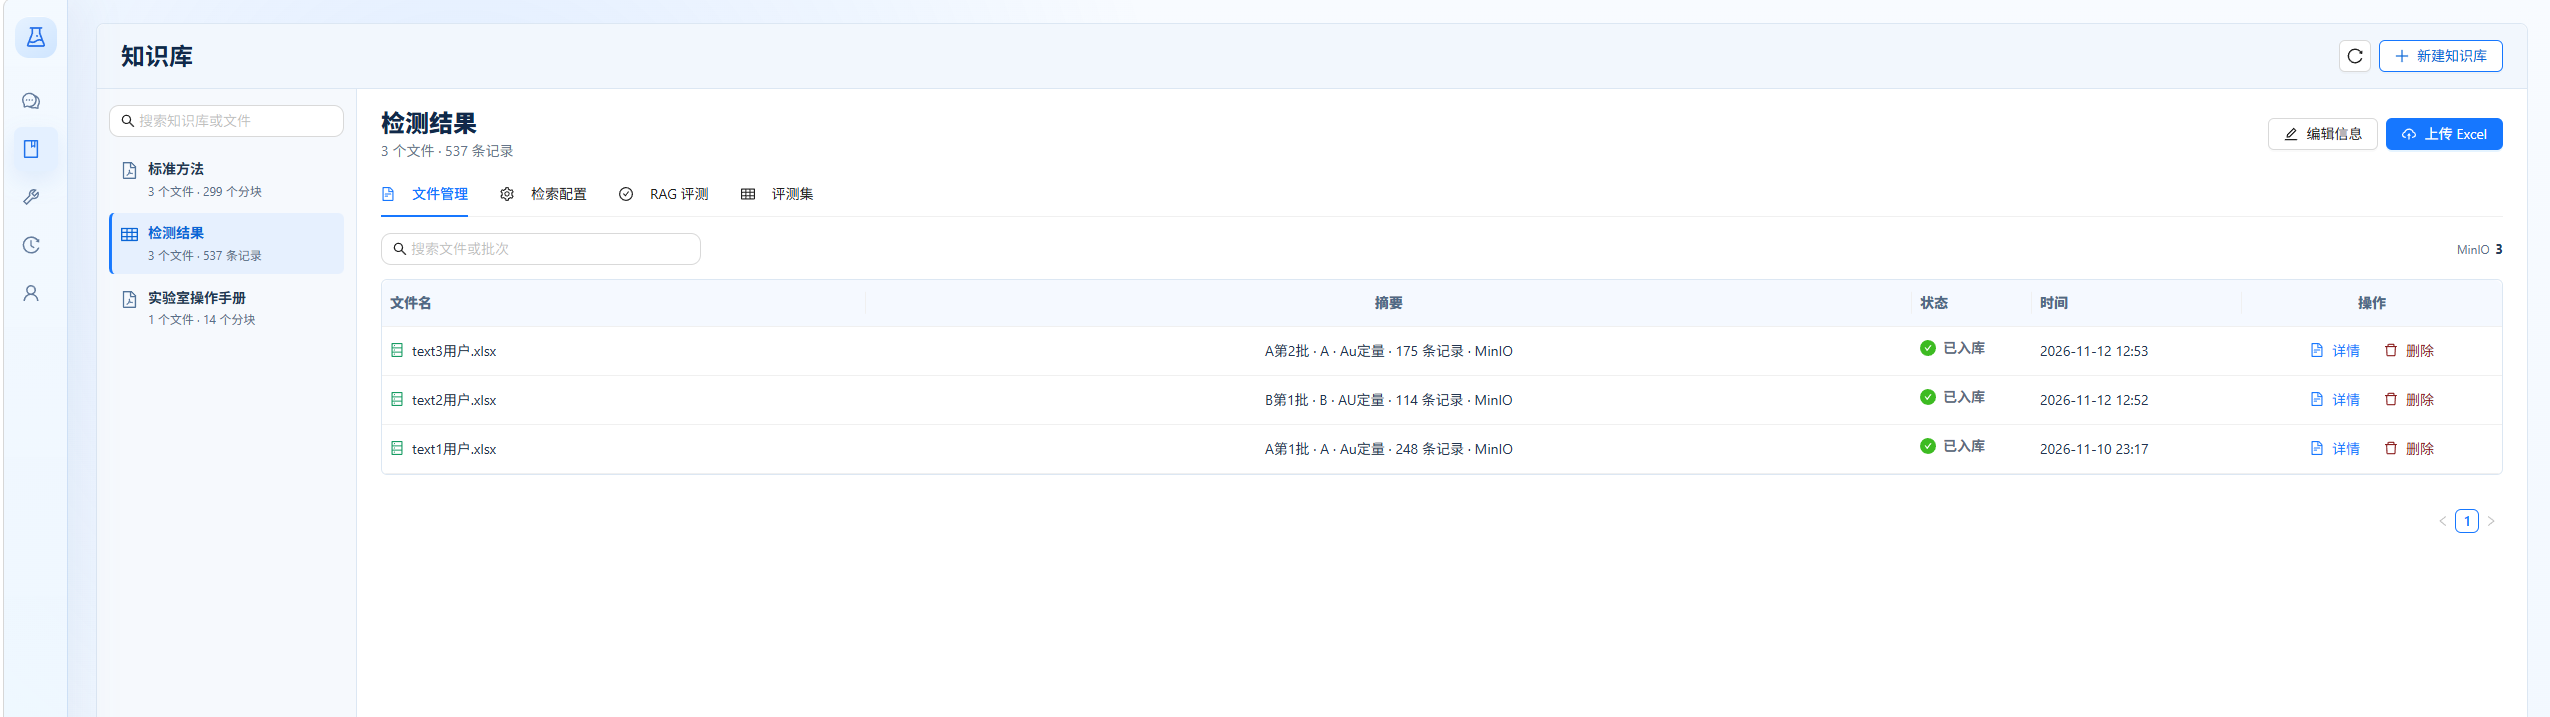 知识库
新建知识库
搜索知识库或文件
标准方法
3 个文件 · 299 个分块
检测结果
3 个文件 · 537 条记录
实验室操作手册
1 个文件 · 14 个分块
检测结果
3 个文件 · 537 条记录
编辑信息
上传 Excel
文件管理 检索配置 RAG 评测 评测集
搜索文件或批次
MinIO 3
文件名 摘要 状态 时间 操作
text3用户.xlsx A第2批 · A · Au定量 · 175 条记录 · MinIO 已入库 2026-11-12 12:53 详情 删除
text2用户.xlsx B第1批 · B · AU定量 · 114 条记录 · MinIO 已入库 2026-11-12 12:52 详情 删除
text1用户.xlsx A第1批 · A · Au定量 · 248 条记录 · MinIO 已入库 2026-11-10 23:17 详情 删除
1